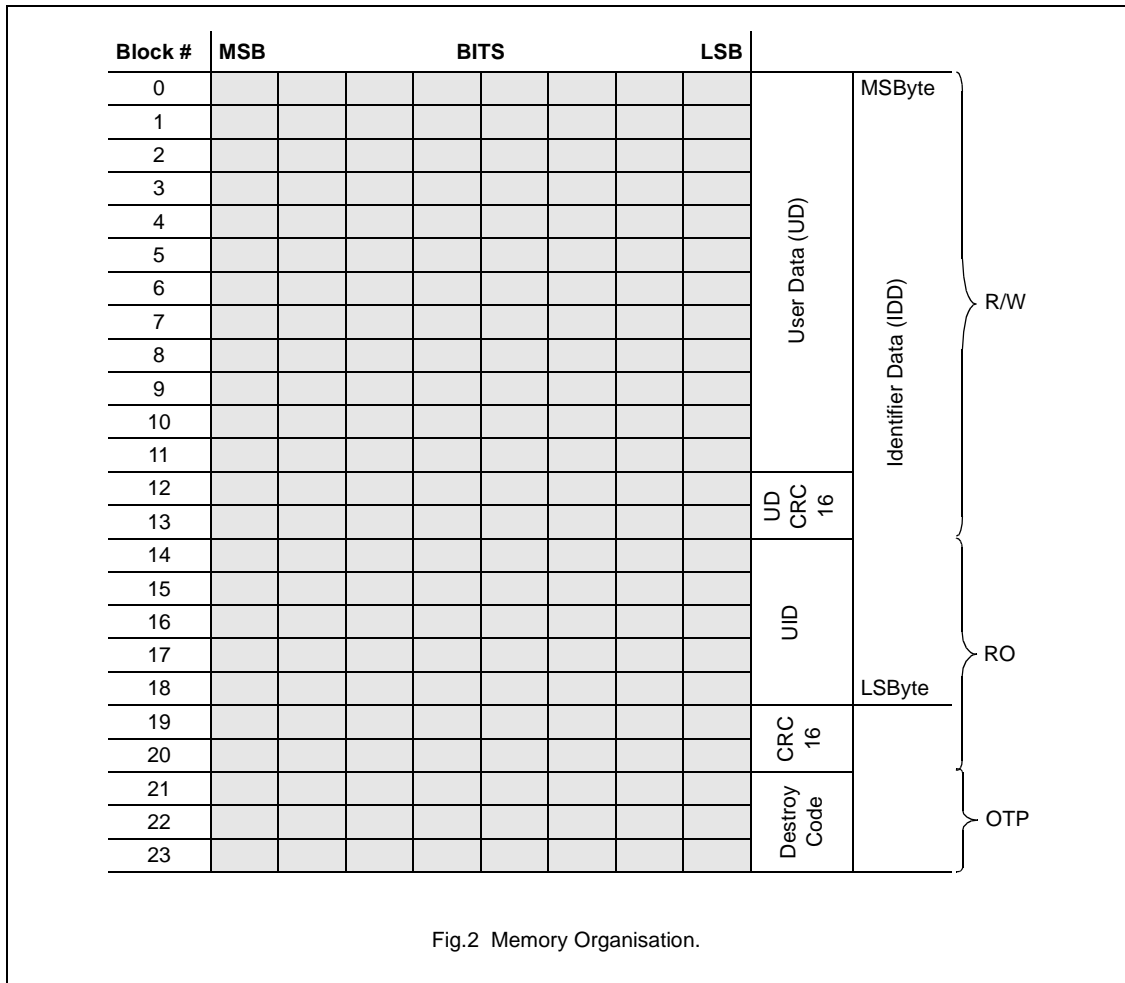 Block # MSB BITS LSB
0 MSByte
1
2
3
4
5
6
7
8
9
10
11
12
13
14
15
16
17
18 LSByte
19
20
21
22
23
User Data (UD)
UD
CRC
16
UID
CRC
16
Destroy
Code
Identifier Data (IDD)
R/W
RO
OTP
Fig.2 Memory Organisation.